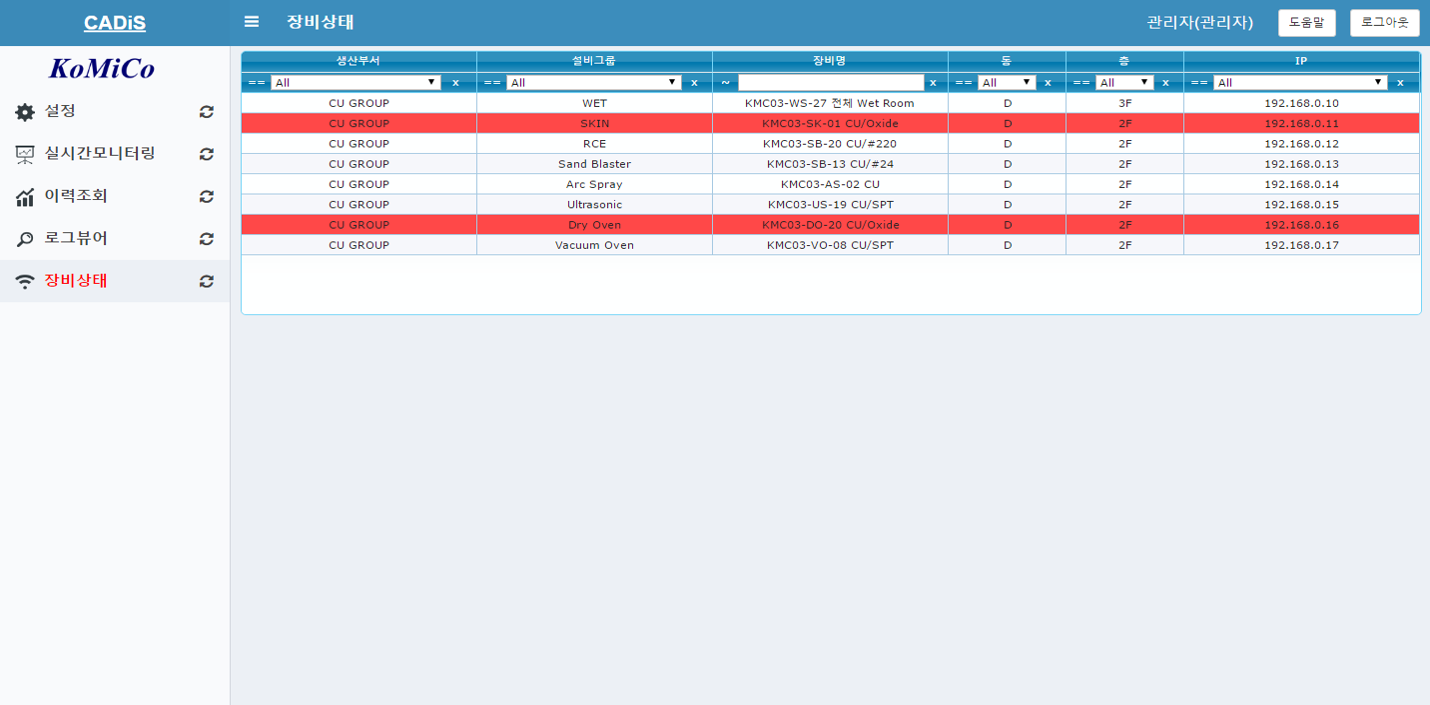 CADiS
장비상태
관리자(관리자)
도움말
로그아웃
KoMiCo
설정
실시간모니터링
이력조회
로그뷰어
장비상태
생산부서 설비그룹 장비명 동 층 IP
== All x == All x ~ x == All x == All x == All x
CU GROUP WET KMC03-WS-27 전체 Wet Room D 3F 192.168.0.10
CU GROUP SKIN KMC03-SK-01 CU/Oxide D 2F 192.168.0.11
CU GROUP RCE KMC03-SB-20 CU/#220 D 2F 192.168.0.12
CU GROUP Sand Blaster KMC03-SB-13 CU/#24 D 2F 192.168.0.13
CU GROUP Arc Spray KMC03-AS-02 CU D 2F 192.168.0.14
CU GROUP Ultrasonic KMC03-US-19 CU/SPT D 2F 192.168.0.15
CU GROUP Dry Oven KMC03-DO-20 CU/Oxide D 2F 192.168.0.16
CU GROUP Vacuum Oven KMC03-VO-08 CU/SPT D 2F 192.168.0.17